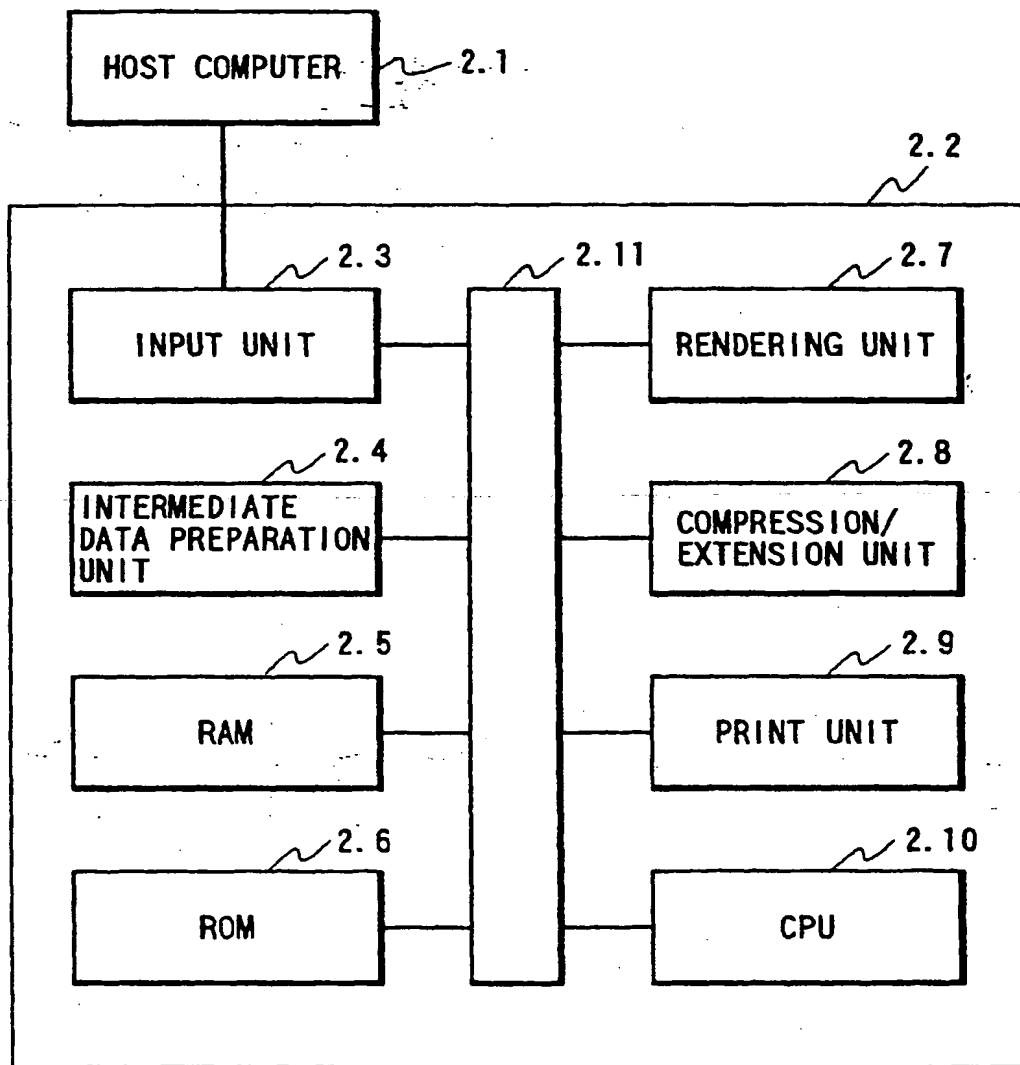 HOST COMPUTER
2.1
2.2
2.3
2.11
2.7
INPUT UNIT
RENDERING UNIT
2.4
2.8
INTERMEDIATE
DATA PREPARATION
UNIT
COMPRESSION/
EXTENSION UNIT
2.5
2.9
RAM
PRINT UNIT
2.6
2.10
ROM
CPU